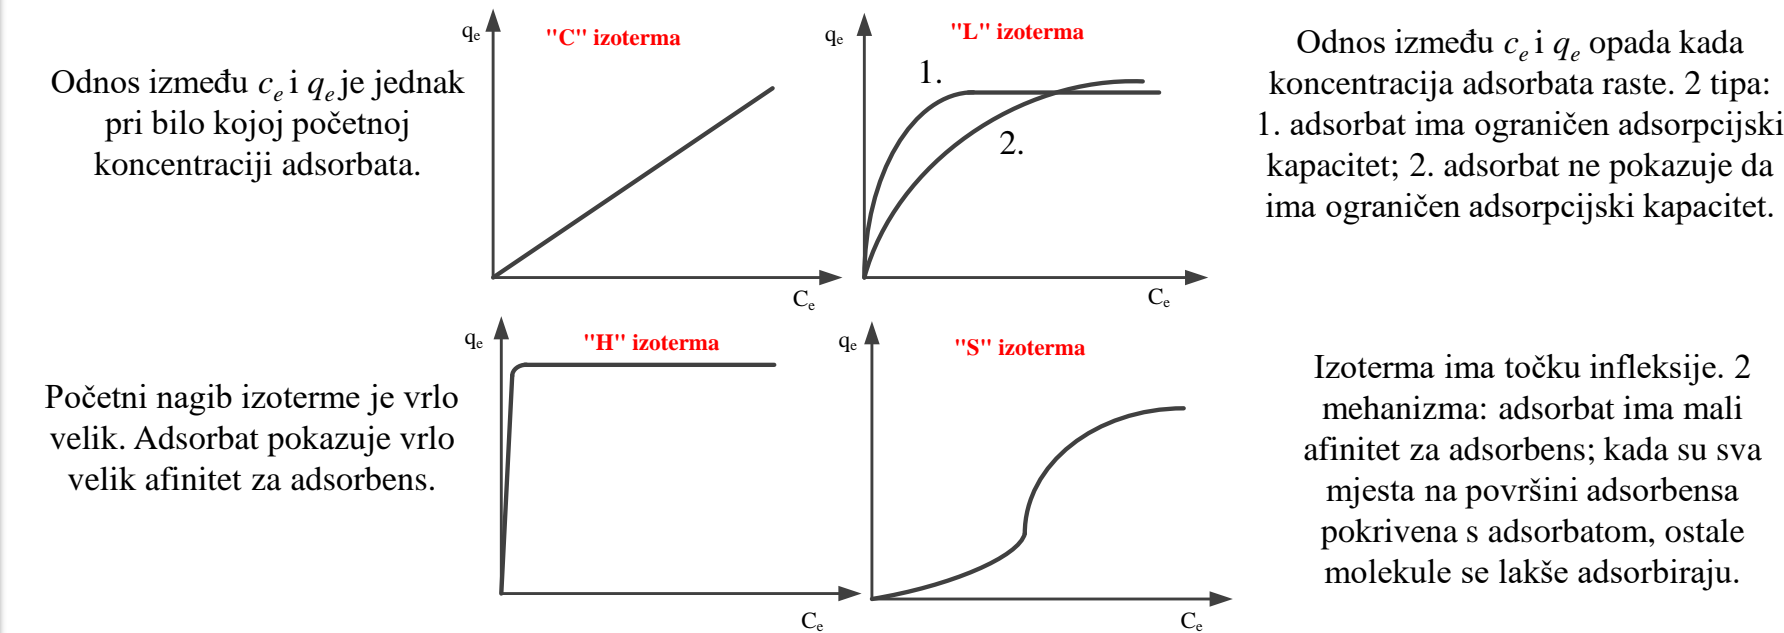 Odnos između c_e i q_e je jednak
pri bilo kojoj početnoj
koncentraciji adsorbata.
q_e
"C" izoterma
C_e
q_e
"L" izoterma
1.
2.
C_e
Odnos između c_e i q_e opada kada
koncentracija adsorbata raste. 2 tipa:
1. adsorbat ima ograničen adsorpcijski
kapacitet; 2. adsorbat ne pokazuje da
ima ograničen adsorpcijski kapacitet.
Početni nagib izoterme je vrlo
velik. Adsorbat pokazuje vrlo
velik afinitet za adsorbens.
q_e
"H" izoterma
C_e
q_e
"S" izoterma
C_e
Izoterma ima točku infleksije. 2
mehanizma: adsorbat ima mali
afinitet za adsorbens; kada su sva
mjesta na površini adsorbensa
pokrivena s adsorbatom, ostale
molekule se lakše adsorbiraju.